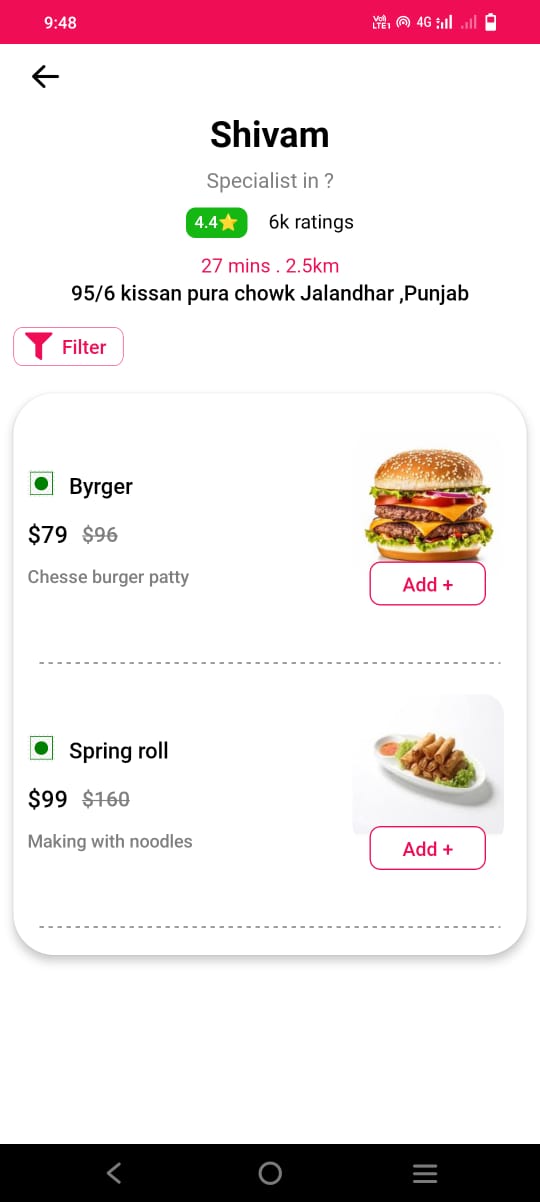 9:48
Vo) LTE1 4G
Shivam
Specialist in ?
4.4 6k ratings
27 mins . 2.5km
95/6 kissan pura chowk Jalandhar ,Punjab
Filter
Byrger
$79 $96
Chesse burger patty
Add +
Spring roll
$99 $160
Making with noodles
Add +